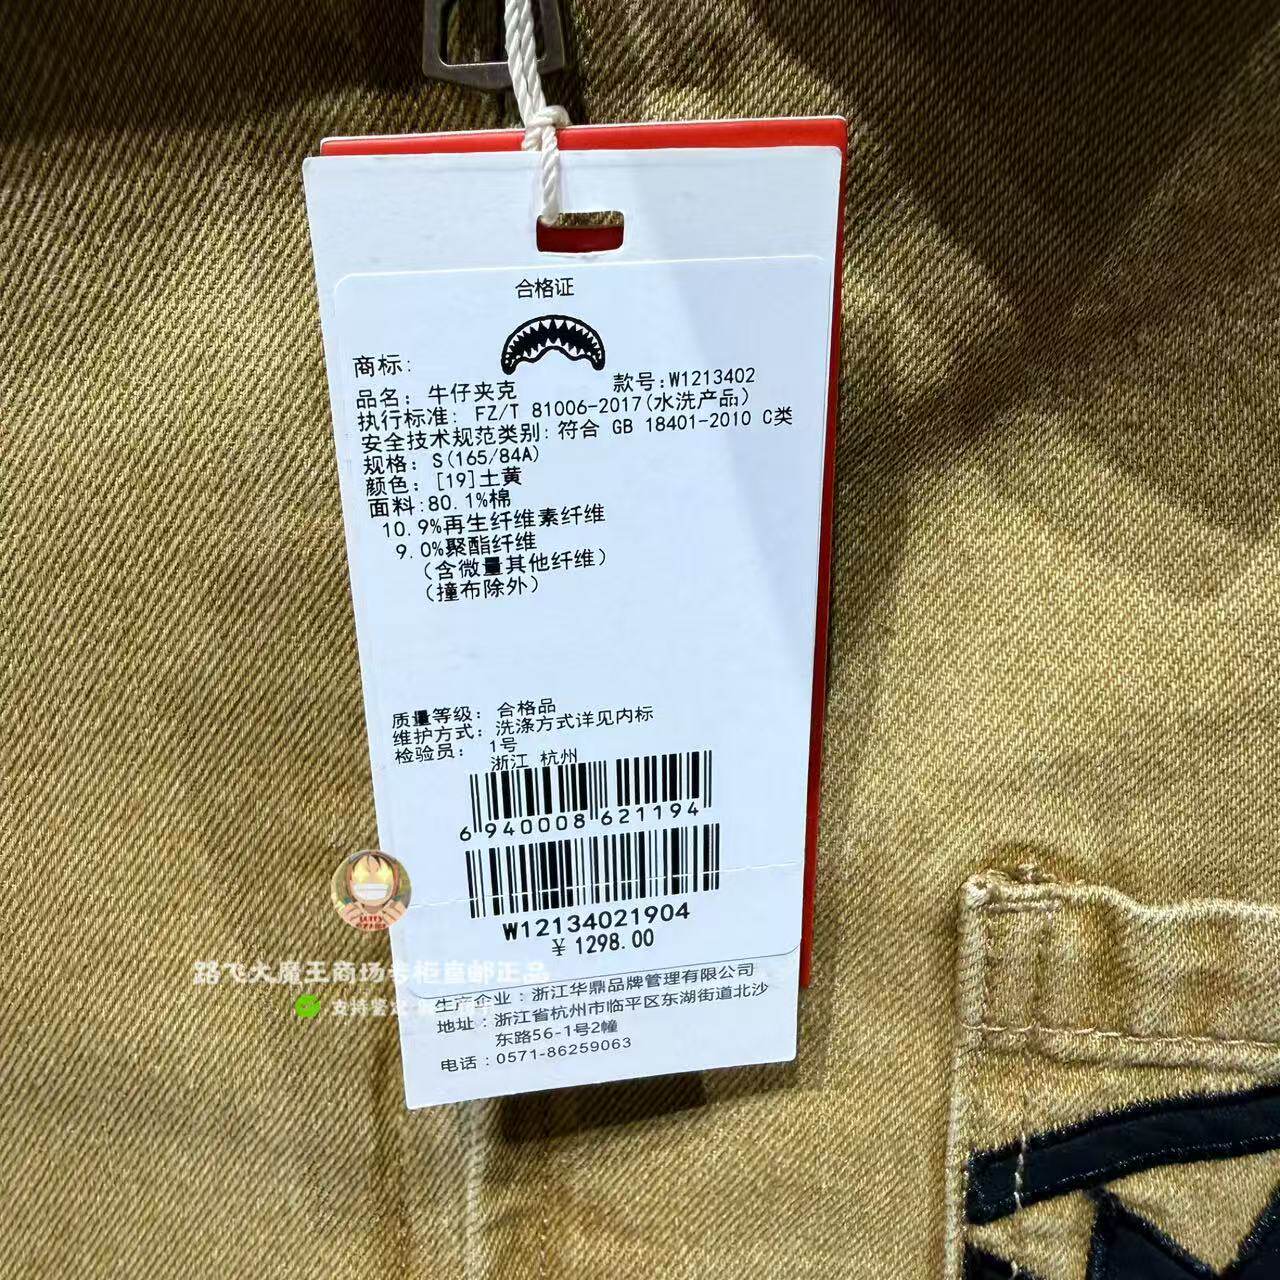 合格证
商标:
品名: 牛仔夹克 款号:W1213402
执行标准: FZ/T 81006-2017(水洗产品)
安全技术规范类别: 符合 GB 18401-2010 C类
规格: S(165/84A)
颜色: [19]土黄
面料:80.1%棉
10.9%再生纤维素纤维
9.0%聚酯纤维
(含微量其他纤维)
(撞布除外)
质量等级: 合格品
维护方式: 洗涤方式详见内标
检验员: 1号
浙江 杭州
6 940008 621194
W12134021904
¥ 1298.00
路飞大魔王商场专柜直邮正品
支持鉴定
生产企业:浙江华鼎品牌管理有限公司
地址:浙江省杭州市临平区东湖街道北沙
东路56-1号2幢
电话:0571-86259063